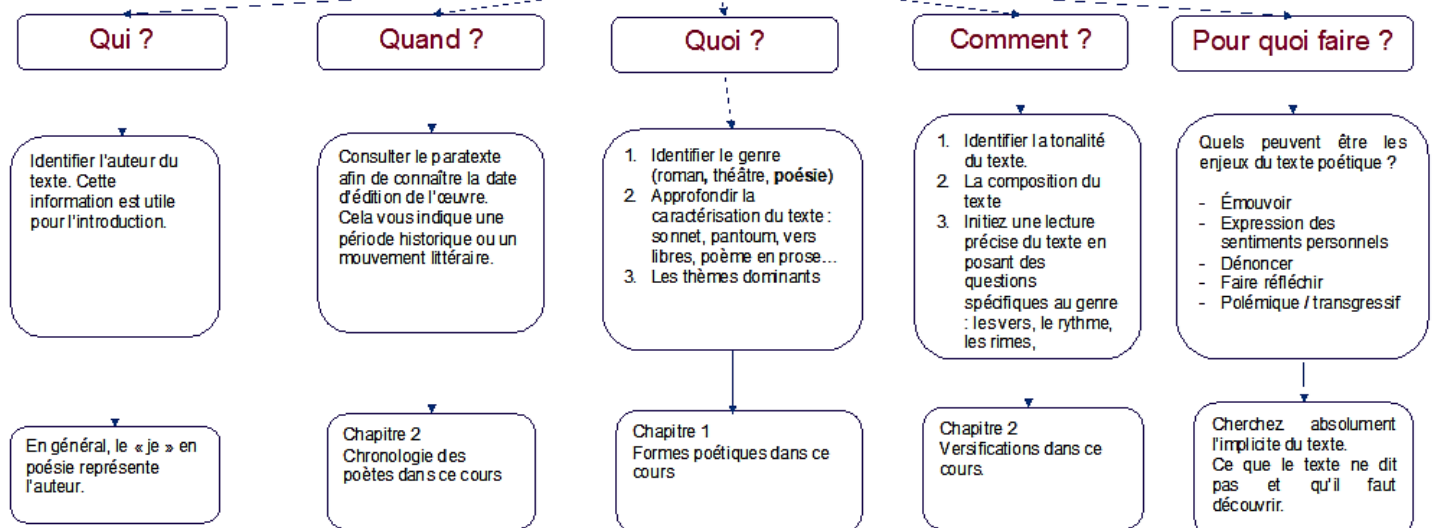 Qui ?
Quand ?
Quoi ?
Comment ?
Pour quoi faire ?
Identifier l'auteur du
texte. Cette
information est utile
pour l'introduction.
Consulter le paratexte
afin de connaître la date
d'édition de l'œuvre.
Cela vous indique une
période historique ou un
mouvement littéraire.
1. Identifier le genre
(roman, théâtre, poésie)
2. Approfondir la
caractérisation du texte :
sonnet, pantoum, vers
libres, poème en prose…
3. Les thèmes dominants
1. Identifier la tonalité
du texte.
2. La composition du
texte
3. Initiez une lecture
précise du texte en
posant des
questions
spécifiques au genre
: les vers, le rythme,
les rimes,
Quels peuvent être les
enjeux du texte poétique ?
- Émouvoir
- Expression des
sentiments personnels
- Dénoncer
- Faire réfléchir
- Polémique / transgressif
En général, le « je » en
poésie représente
l'auteur.
Chapitre 2
Chronologie des
poètes dans ce cours
Chapitre 1
Formes poétiques dans ce
cours
Chapitre 2
Versifications dans ce
cours.
Cherchez absolument
l'implicite du texte.
Ce que le texte ne dit
pas et qu'il faut
découvrir.